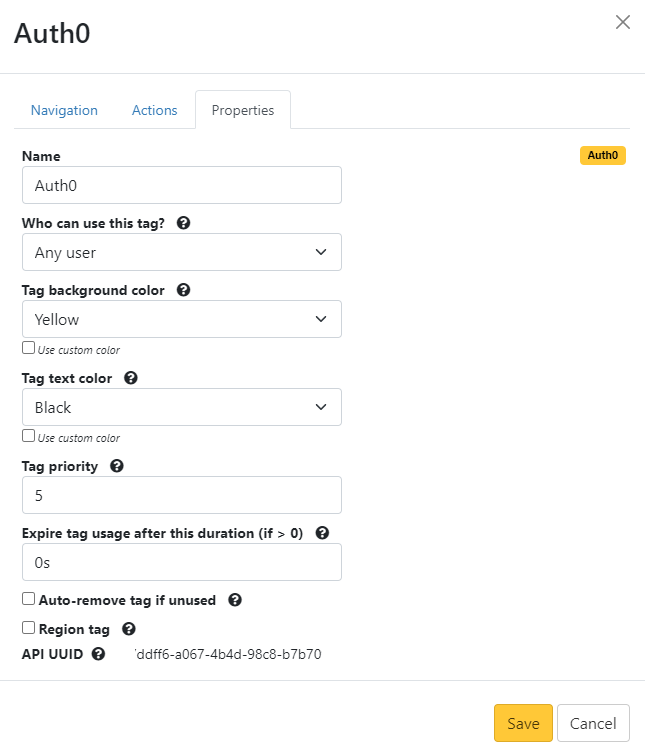 Auth0
Navigation Actions Properties
Name
Auth0
Auth0
Who can use this tag?
Any user
Tag background color
Yellow
Use custom color
Tag text color
Black
Use custom color
Tag priority
5
Expire tag usage after this duration (if > 0)
0s
Auto-remove tag if unused
Region tag
API UUID ddff6-a067-4b4d-98c8-b7b70
Save Cancel